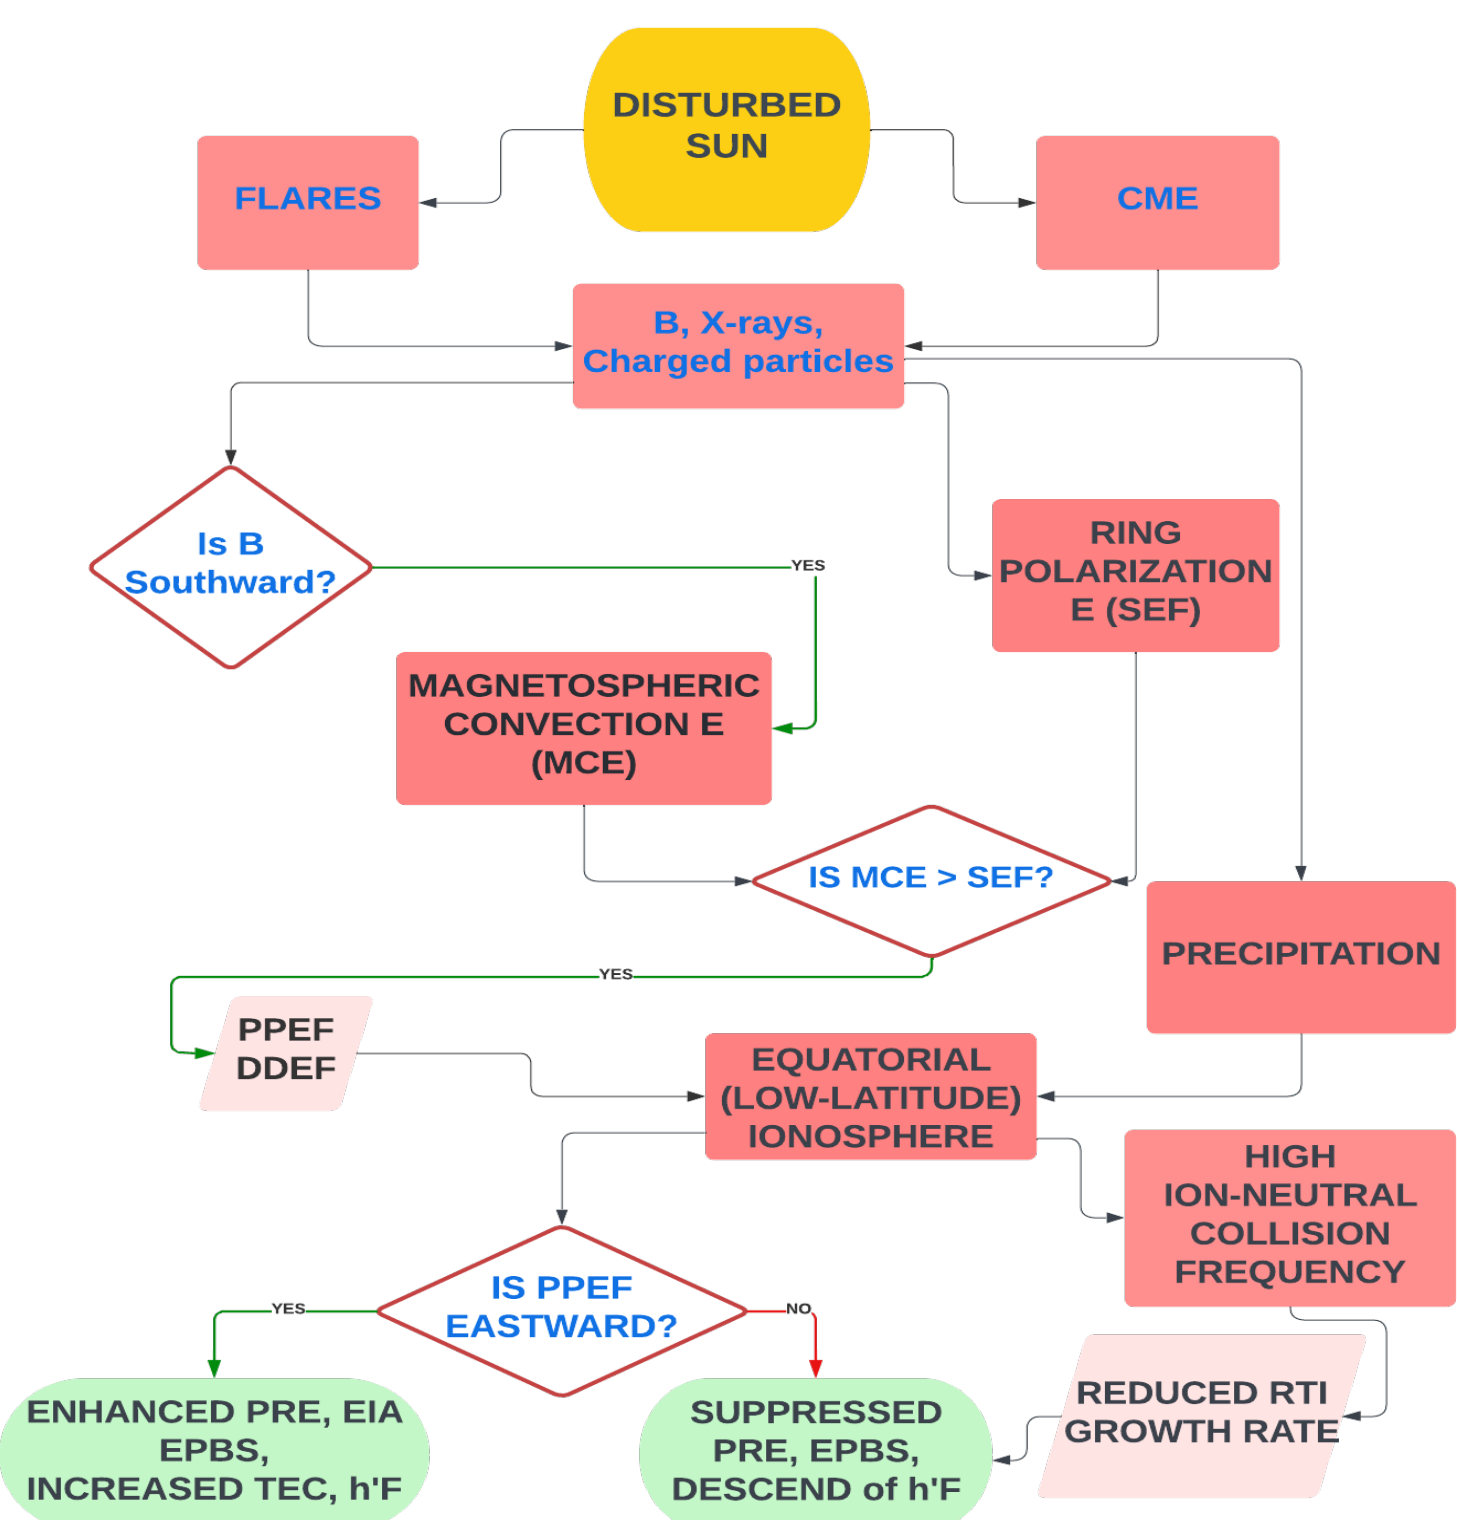 DISTURBED
SUN
FLARES
CME
B, X-rays,
Charged particles
Is B
Southward?
YES
RING
POLARIZATION
E (SEF)
MAGNETOSPHERIC
CONVECTION E
(MCE)
IS MCE > SEF?
PRECIPITATION
YES
PPEF
DDEF
EQUATORIAL
(LOW-LATITUDE)
IONOSPHERE
HIGH
ION-NEUTRAL
COLLISION
FREQUENCY
IS PPEF
EASTWARD?
YES
NO
REDUCED RTI
GROWTH RATE
ENHANCED PRE, EIA
EPBS,
INCREASED TEC, h'F
SUPPRESSED
PRE, EPBS,
DESCEND of h'F